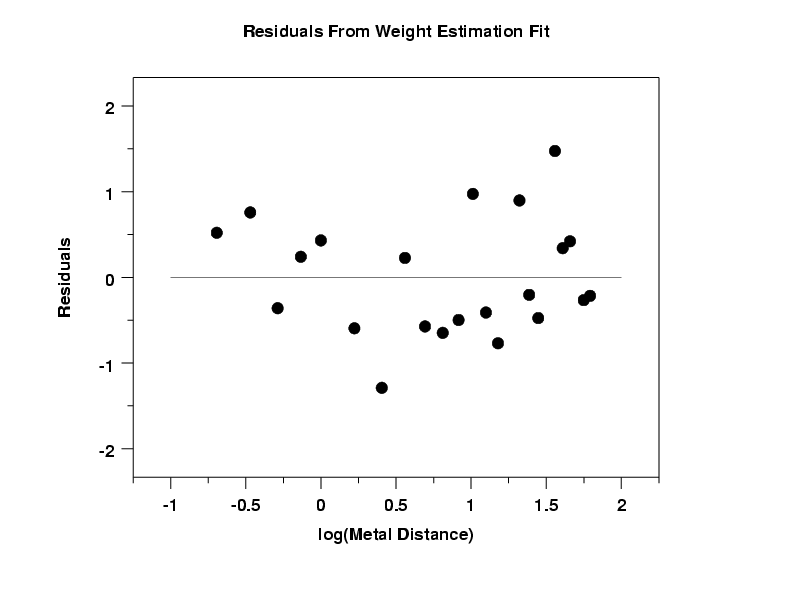 Residuals From Weight Estimation Fit
2
1
0
-1
-2
Residuals
-1 -0.5 0 0.5 1 1.5 2
log(Metal Distance)